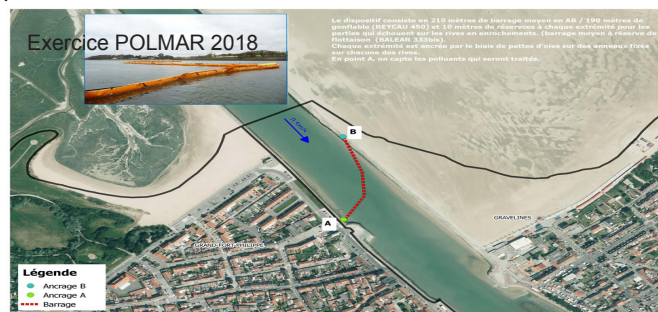 Exercice POLMAR 2018
Le dispositif consiste en 210 mètres de barrage moyen en AB / 190 mètres de
gonflable (REYCAU 450) et 10 mètres de réserves à chaque extrémité pour les
parties qui échouent sur les rives en enrochements. (barrage moyen à réserve de
flottaison (BALEAR 333bis).
Chaque extrémité est ancrée par le biais de pattes d'oies sur des anneaux fixés
sur chacune des rives.
En point A, on capte les polluants qui seront traités.
B
A
GRAVELINES
GRAND-FORT-PHILIPPE
Légende
Ancrage B
Ancrage A
Barrage